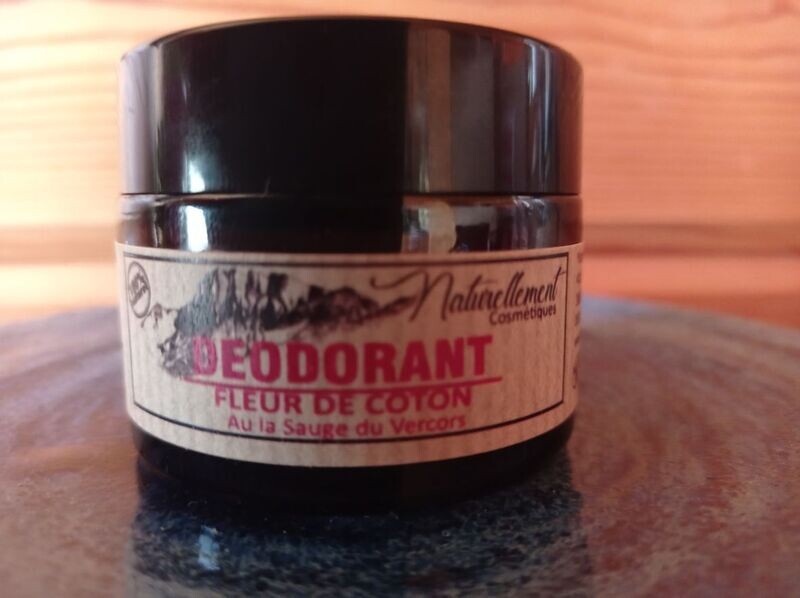 Naturellement
Cosmétiques
DEODORANT
FLEUR DE COTON
Au la Sauge du Vercors